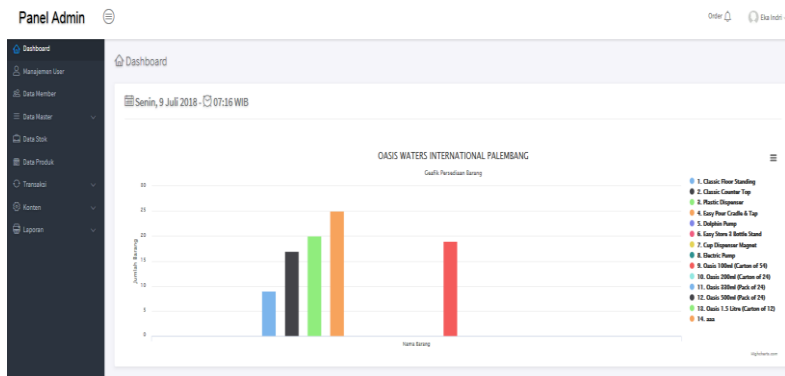 Panel Admin
Order
Eka Indri
Dashboard
Manajemen User
Data Member
Data Master
Data Stok
Data Produk
Transaksi
Konten
Laporan
Dashboard
Senin, 9 Juli 2018 - 07:16 WIB
OASIS WATERS INTERNATIONAL PALEMBANG
Grafik Persediaan Barang
Jumlah Barang
30
25
20
15
10
5
0
Nama Barang
1. Classic Floor Standing
2. Classic Counter Top
3. Plastic Dispenser
4. Easy Pour Cradle & Tap
5. Dolphin Pump
6. Easy Store 3 Bottle Stand
7. Cup Dispenser Magnet
8. Electric Pump
9. Oasis 100ml (Carton of 54)
10. Oasis 200ml (Carton of 24)
11. Oasis 330ml (Pack of 24)
12. Oasis 500ml (Pack of 24)
13. Oasis 1.5 Litre (Carton of 12)
14. aaa
Highcharts.com